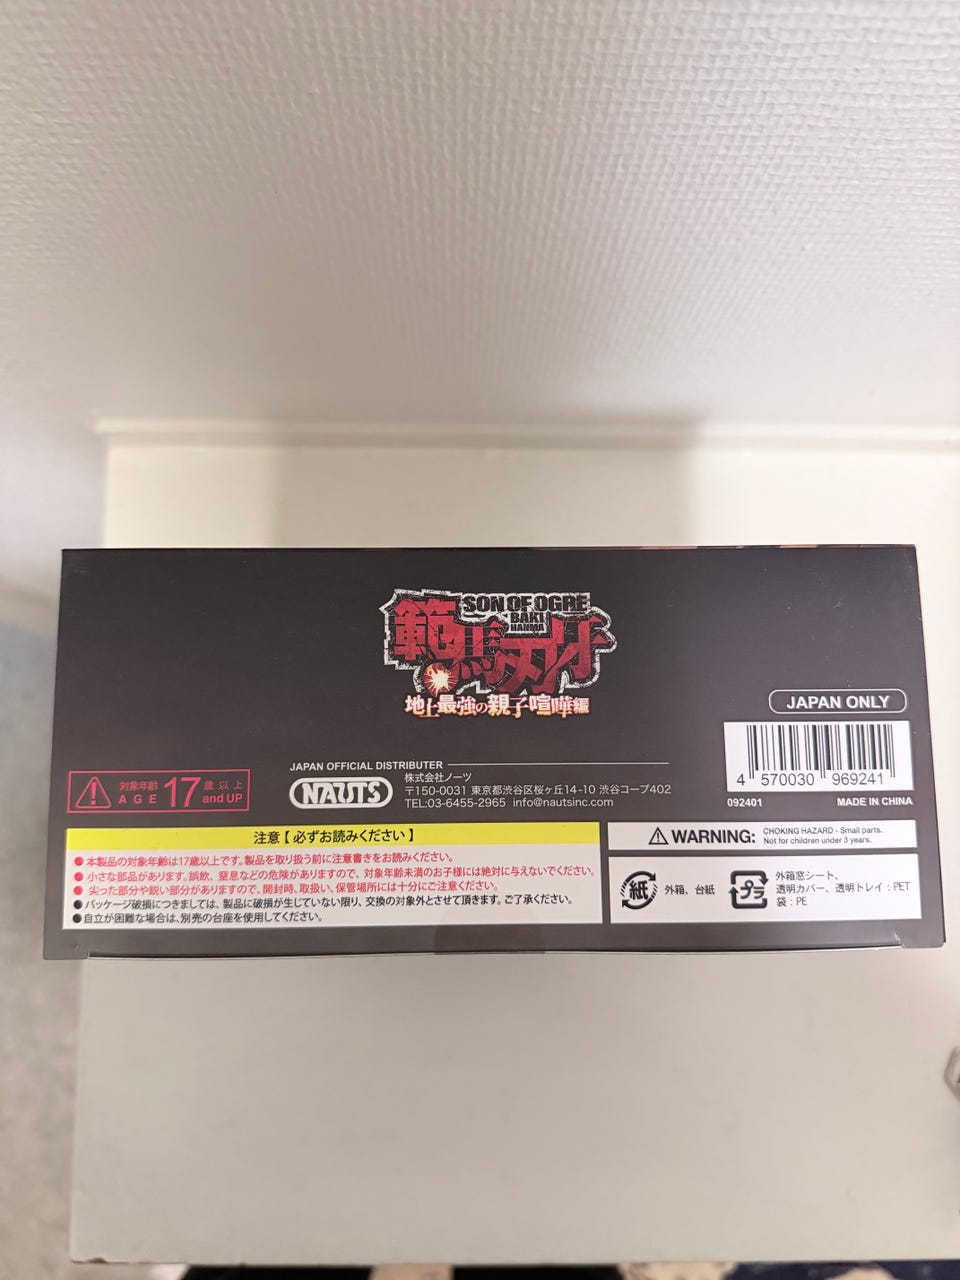 SON OF OGRE
BAKI
HANMA
範馬刃牙
地上最強の親子喧嘩編
JAPAN ONLY
4 570030 969241
092401 MADE IN CHINA
JAPAN OFFICIAL DISTRIBUTER
NAUTS
株式会社ノーツ
〒150-0031 東京都渋谷区桜ヶ丘14-10 渋谷コープ402
TEL:03-6455-2965 info@nautsinc.com
対象年齢 17 歳以上
AGE and UP
注意【必ずお読みください】
●本製品の対象年齢は17歳以上です。製品を取り扱う前に注意書きをお読みください。
●小さな部品があります。誤飲、窒息などの危険がありますので、対象年齢未満のお子様には絶対に与えないでください。
●尖った部分や鋭い部分がありますので、開封時、取扱い、保管場所には十分にご注意ください。
●パッケージ破損につきましては、製品に破損が生じていない限り、交換の対象外とさせて頂きます。ご了承ください。
●自立が困難な場合は、別売の台座を使用してください。
WARNING: CHOKING HAZARD - Small parts.
Not for children under 3 years.
紙 外箱、台紙
プラ 外箱窓シート、
透明カバー、透明トレイ：PET
袋：PE